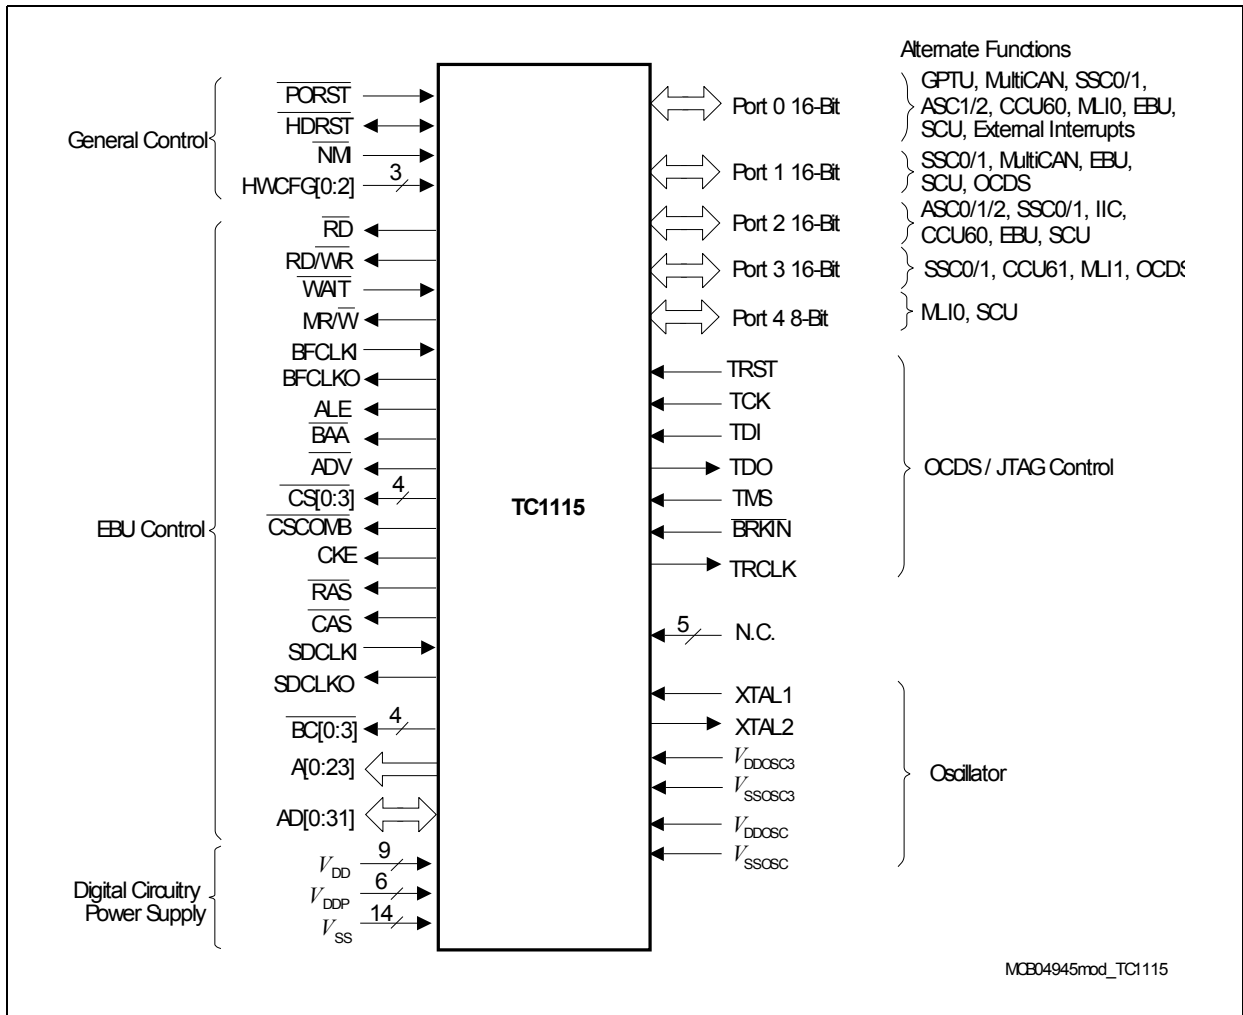 Alternate Functions
General Control
PORST
HDRST
NMI
HWCFG[0:2]
3
EBU Control
RD
RD/WR
WAIT
MR/W
BFCLKI
BFCLKO
ALE
BAA
ADV
CS[0:3]
4
CSCOMB
CKE
RAS
CAS
SDCLKI
SDCLKO
BC[0:3]
4
A[0:23]
AD[0:31]
Digital Circuitry
Power Supply
VDD
9
VDDP
6
VSS
14
TC1115
Port 0 16-Bit
GPTU, MultiCAN, SSC0/1,
ASC1/2, CCU60, MLI0, EBU,
SCU, External Interrupts
Port 1 16-Bit
SSC0/1, MultiCAN, EBU,
SCU, OCDS
Port 2 16-Bit
ASC0/1/2, SSC0/1, IIC,
CCU60, EBU, SCU
Port 3 16-Bit
SSC0/1, CCU61, MLI1, OCDS
Port 4 8-Bit
MLI0, SCU
TRST
TCK
TDI
TDO
TMS
BRKIN
TRCLK
OCDS / JTAG Control
5
N.C.
XTAL1
XTAL2
VDDOSC3
VSSOSC3
VDDOSC
VSSOSC
Oscillator
MCB04945mod_TC1115